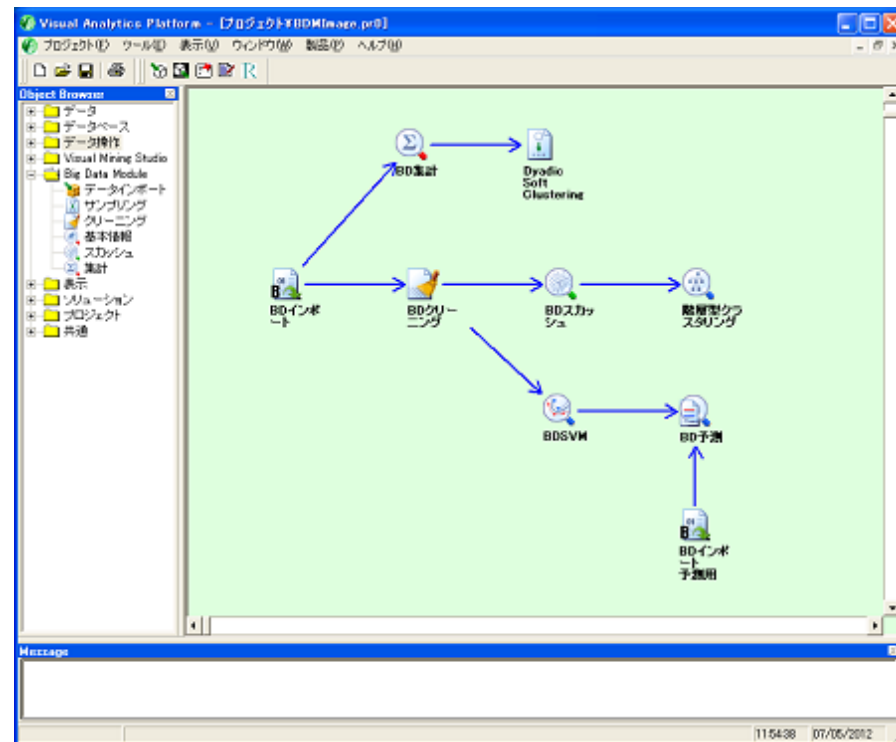 Visual Analytics Platform - [プロジェクト¥BDMImage.pr0]
プロジェクト(P) ツール(T) 表示(V) ウィンドウ(W) 製品(P) ヘルプ(H)
Object Browser
データ
データベース
データ操作
Visual Mining Studio
Big Data Module
データインポート
サンプリング
クリーニング
基本情報
スカッシュ
集計
表示
ソリューション
プロジェクト
共通
BD集計
Dyadic
Soft
Clustering
BDインポ
ート
BDクリー
ニング
BDスカッ
シュ
階層型クラ
スタリング
BDSVM
BD予測
BDインポ
ート
予測用
Message
11:54:38 07/05/2012